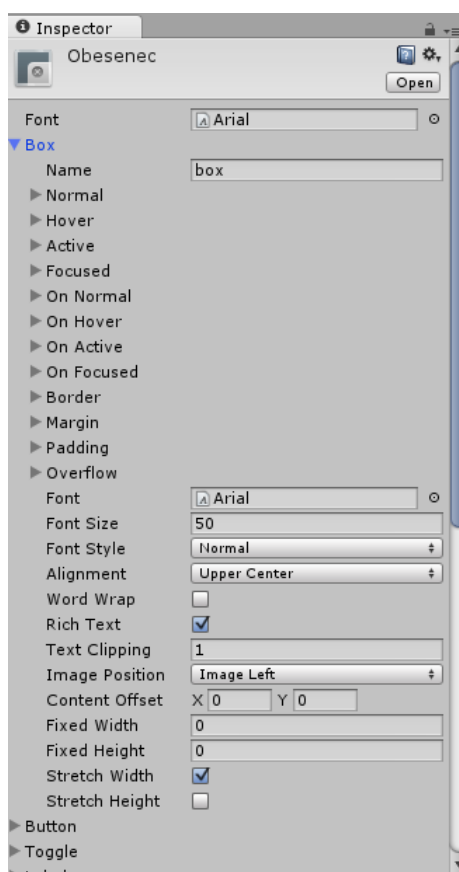 Inspector
Obesenec
Open
Font Arial
Box
Name box
Normal
Hover
Active
Focused
On Normal
On Hover
On Active
On Focused
Border
Margin
Padding
Overflow
Font Arial
Font Size 50
Font Style Normal
Alignment Upper Center
Word Wrap
Rich Text
Text Clipping 1
Image Position Image Left
Content Offset X 0 Y 0
Fixed Width 0
Fixed Height 0
Stretch Width
Stretch Height
Button
Toggle